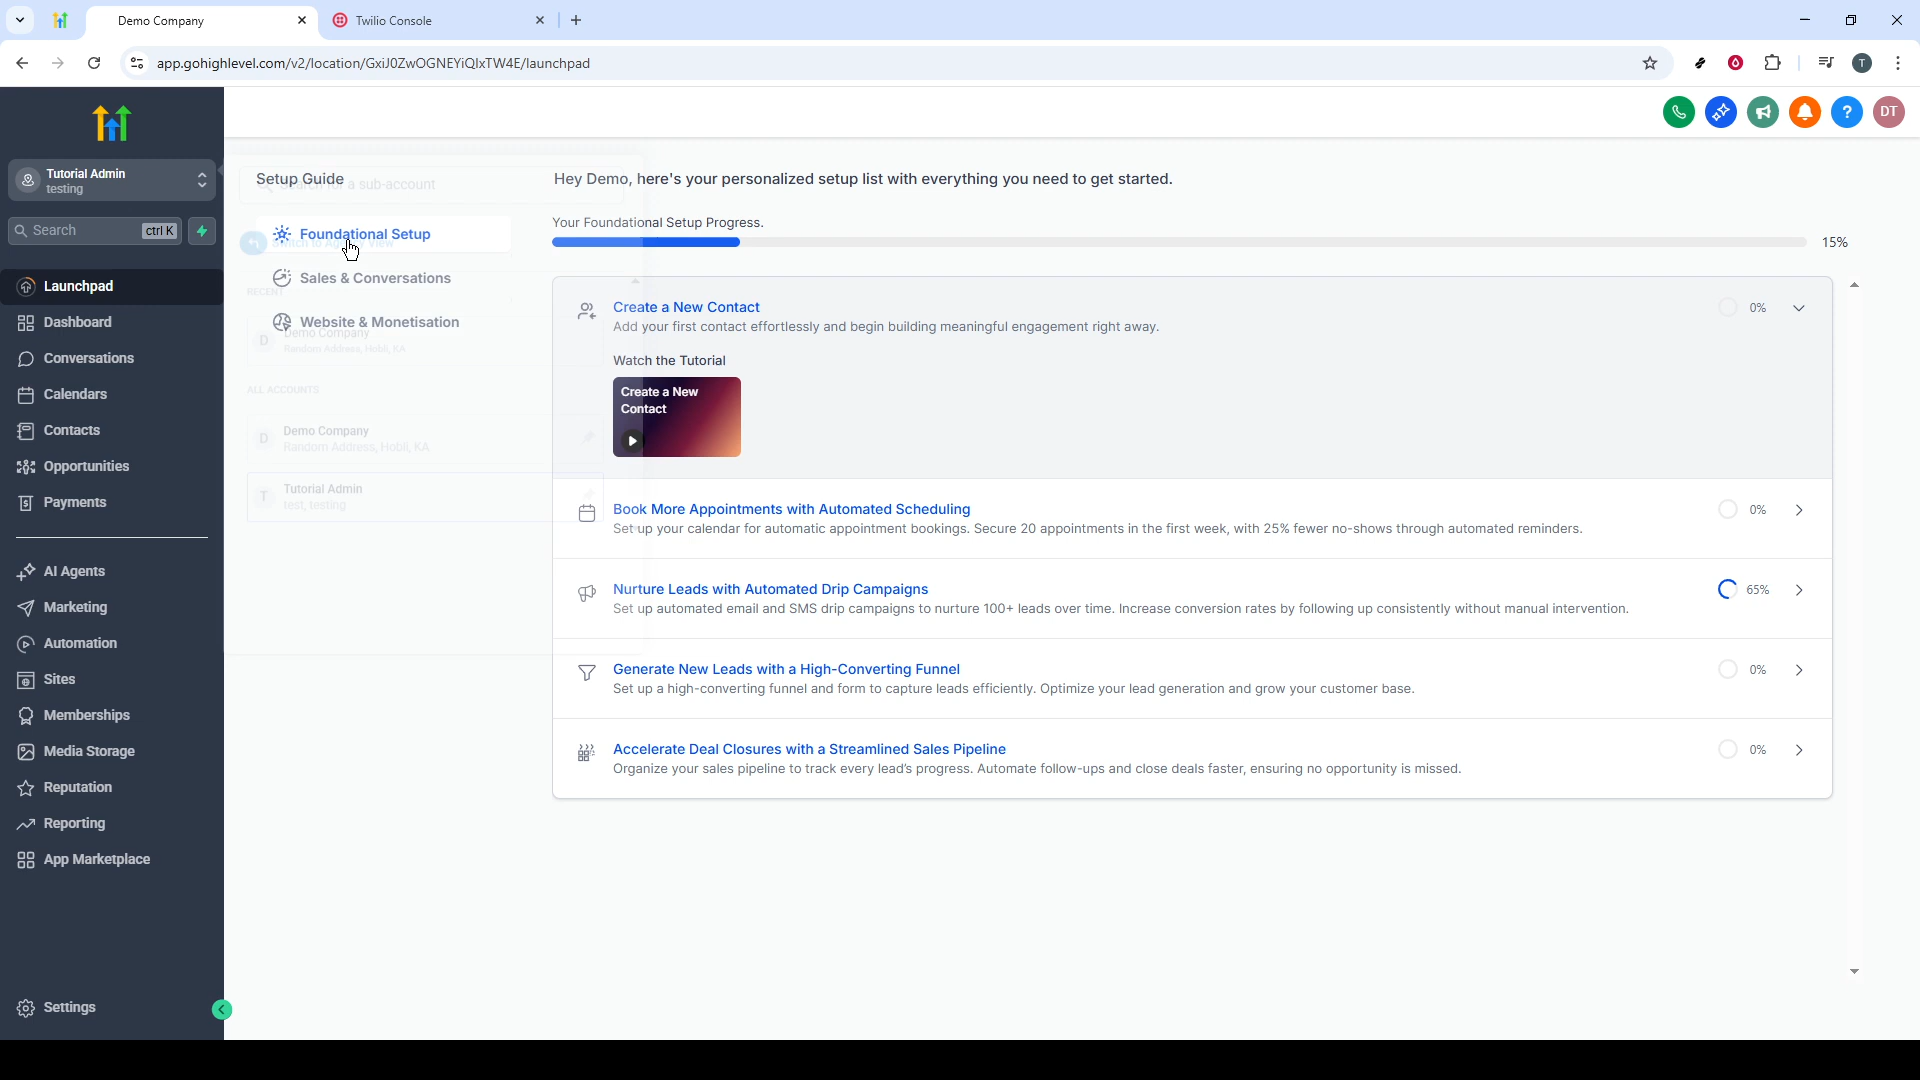 Demo Company
Twilio Console
app.gohighlevel.com/v2/location/GxiJ0ZwOGNEYiQIxTW4E/launchpad
T
DT
Tutorial Admin
testing
Search
ctrl K
Launchpad
Dashboard
Conversations
Calendars
Contacts
Opportunities
Payments
AI Agents
Marketing
Automation
Sites
Memberships
Media Storage
Reputation
Reporting
App Marketplace
Settings
Setup Guide
Search for a sub-account
Foundational Setup
Switch to Agency View
Sales & Conversations
RECENT
Website & Monetisation
D
Demo Company
Random Address, Hobli, KA
ALL ACCOUNTS
D
Demo Company
Random Address, Hobli, KA
T
Tutorial Admin
test, testing
Hey Demo, here's your personalized setup list with everything you need to get started.
Your Foundational Setup Progress.
15%
Create a New Contact
0%
Add your first contact effortlessly and begin building meaningful engagement right away.
Watch the Tutorial
Create a New
Contact
Book More Appointments with Automated Scheduling
0%
Set up your calendar for automatic appointment bookings. Secure 20 appointments in the first week, with 25% fewer no-shows through automated reminders.
Nurture Leads with Automated Drip Campaigns
65%
Set up automated email and SMS drip campaigns to nurture 100+ leads over time. Increase conversion rates by following up consistently without manual intervention.
Generate New Leads with a High-Converting Funnel
0%
Set up a high-converting funnel and form to capture leads efficiently. Optimize your lead generation and grow your customer base.
Accelerate Deal Closures with a Streamlined Sales Pipeline
0%
Organize your sales pipeline to track every lead's progress. Automate follow-ups and close deals faster, ensuring no opportunity is missed.